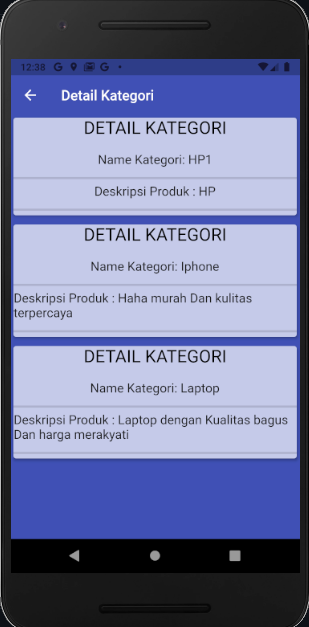 12:38 G G
Detail Kategori
DETAIL KATEGORI
Name Kategori: HP1
Deskripsi Produk : HP
DETAIL KATEGORI
Name Kategori: Iphone
Deskripsi Produk : Haha murah Dan kulitas
terpercaya
DETAIL KATEGORI
Name Kategori: Laptop
Deskripsi Produk : Laptop dengan Kualitas bagus
Dan harga merakyati